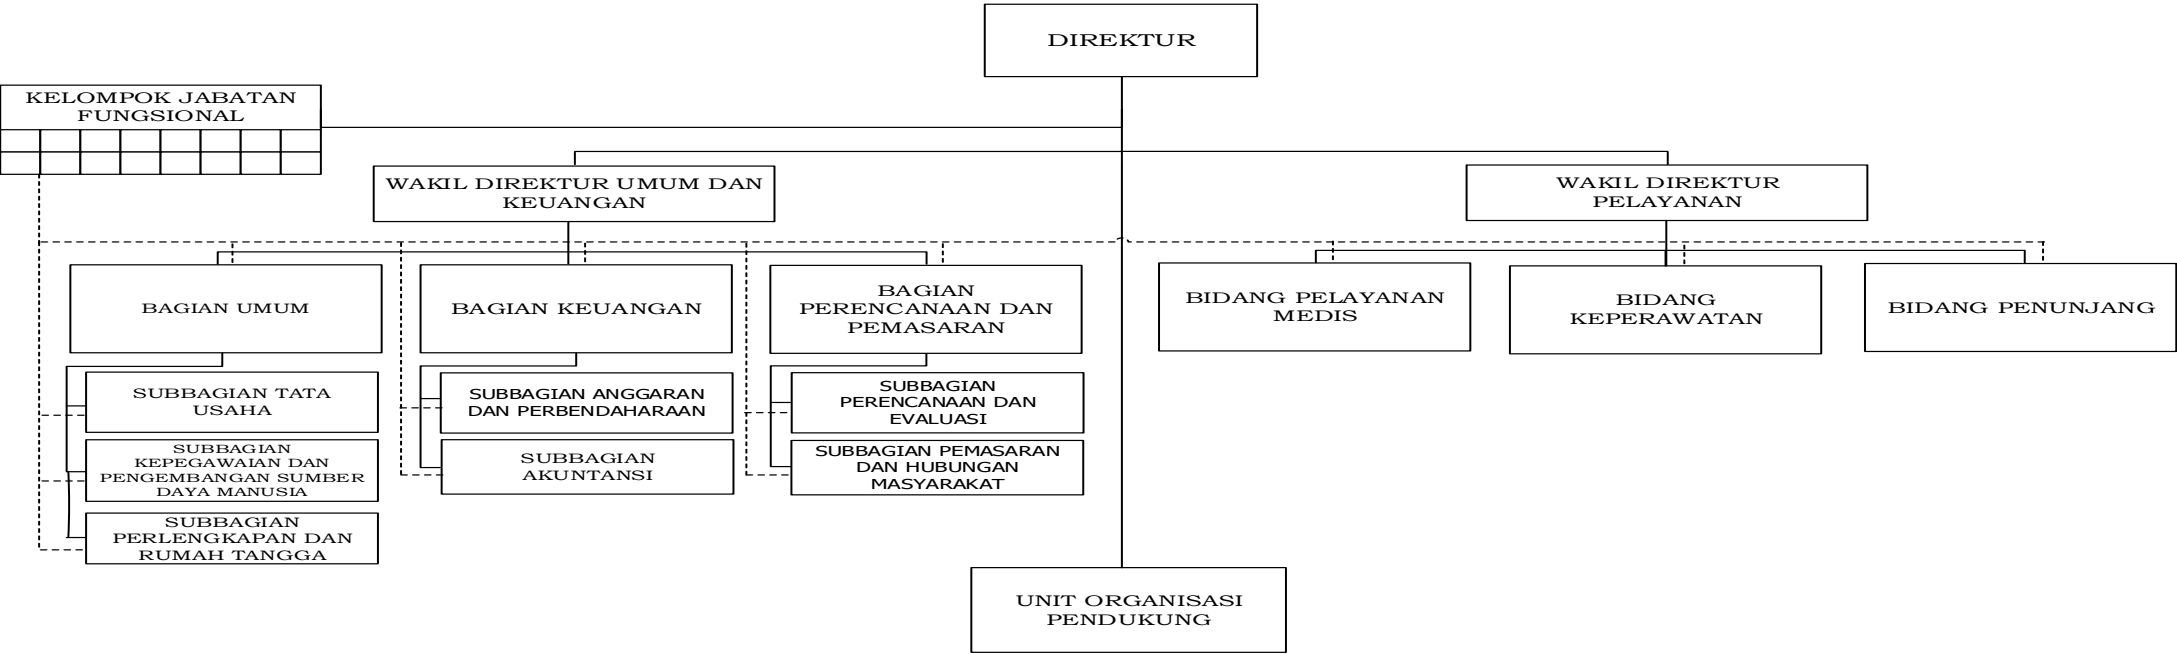 DIREKTUR
KELOMPOK JABATAN
FUNGSIONAL
WAKIL DIREKTUR UMUM DAN
KEUANGAN
WAKIL DIREKTUR
PELAYANAN
BAGIAN UMUM
BAGIAN KEUANGAN
BAGIAN
PERENCANAAN DAN
PEMASARAN
BIDANG PELAYANAN
MEDIS
BIDANG
KEPERAWATAN
BIDANG PENUNJANG
SUBBAGIAN TATA
USAHA
SUBBAGIAN
KEPEGAWAIAN DAN
PENGEMBANGAN SUMBER
DAYA MANUSIA
SUBBAGIAN
PERLENGKAPAN DAN
RUMAH TANGGA
SUBBAGIAN ANGGARAN
DAN PERBENDAHARAAN
SUBBAGIAN
AKUNTANSI
SUBBAGIAN
PERENCANAAN DAN
EVALUASI
SUBBAGIAN PEMASARAN
DAN HUBUNGAN
MASYARAKAT
UNIT ORGANISASI
PENDUKUNG